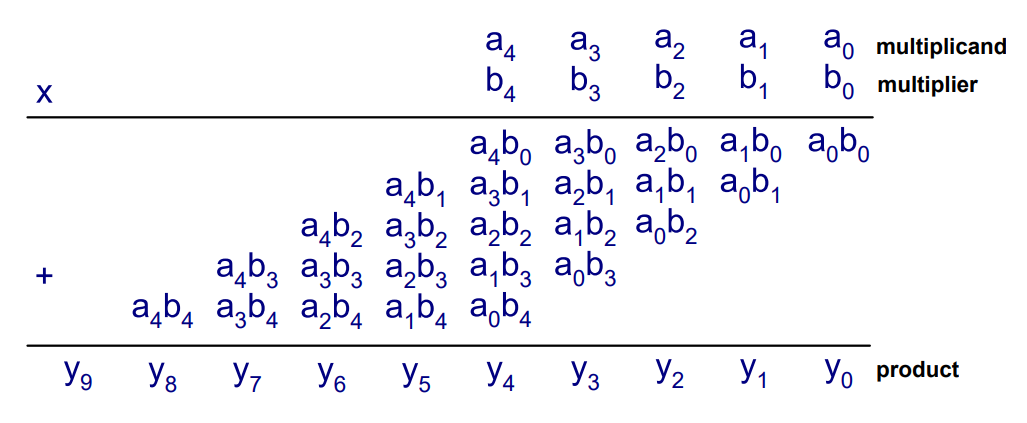 a₄ a₃ a₂ a₁ a₀ multiplicand
x b₄ b₃ b₂ b₁ b₀ multiplier
a₄b₀ a₃b₀ a₂b₀ a₁b₀ a₀b₀
a₄b₁ a₃b₁ a₂b₁ a₁b₁ a₀b₁
a₄b₂ a₃b₂ a₂b₂ a₁b₂ a₀b₂
+ a₄b₃ a₃b₃ a₂b₃ a₁b₃ a₀b₃
a₄b₄ a₃b₄ a₂b₄ a₁b₄ a₀b₄
y₉ y₈ y₇ y₆ y₅ y₄ y₃ y₂ y₁ y₀ product